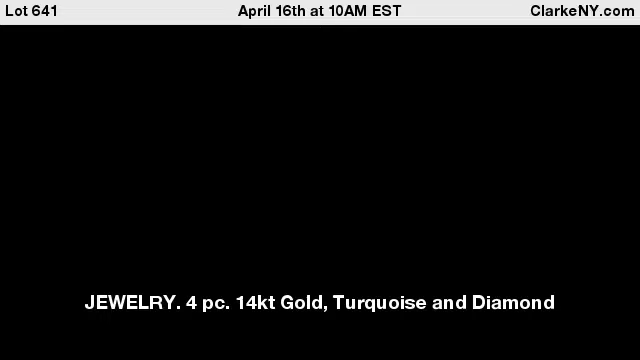 Lot 641 April 16th at 10AM EST ClarkeNY.com
JEWELRY. 4 pc. 14kt Gold, Turquoise and Diamond